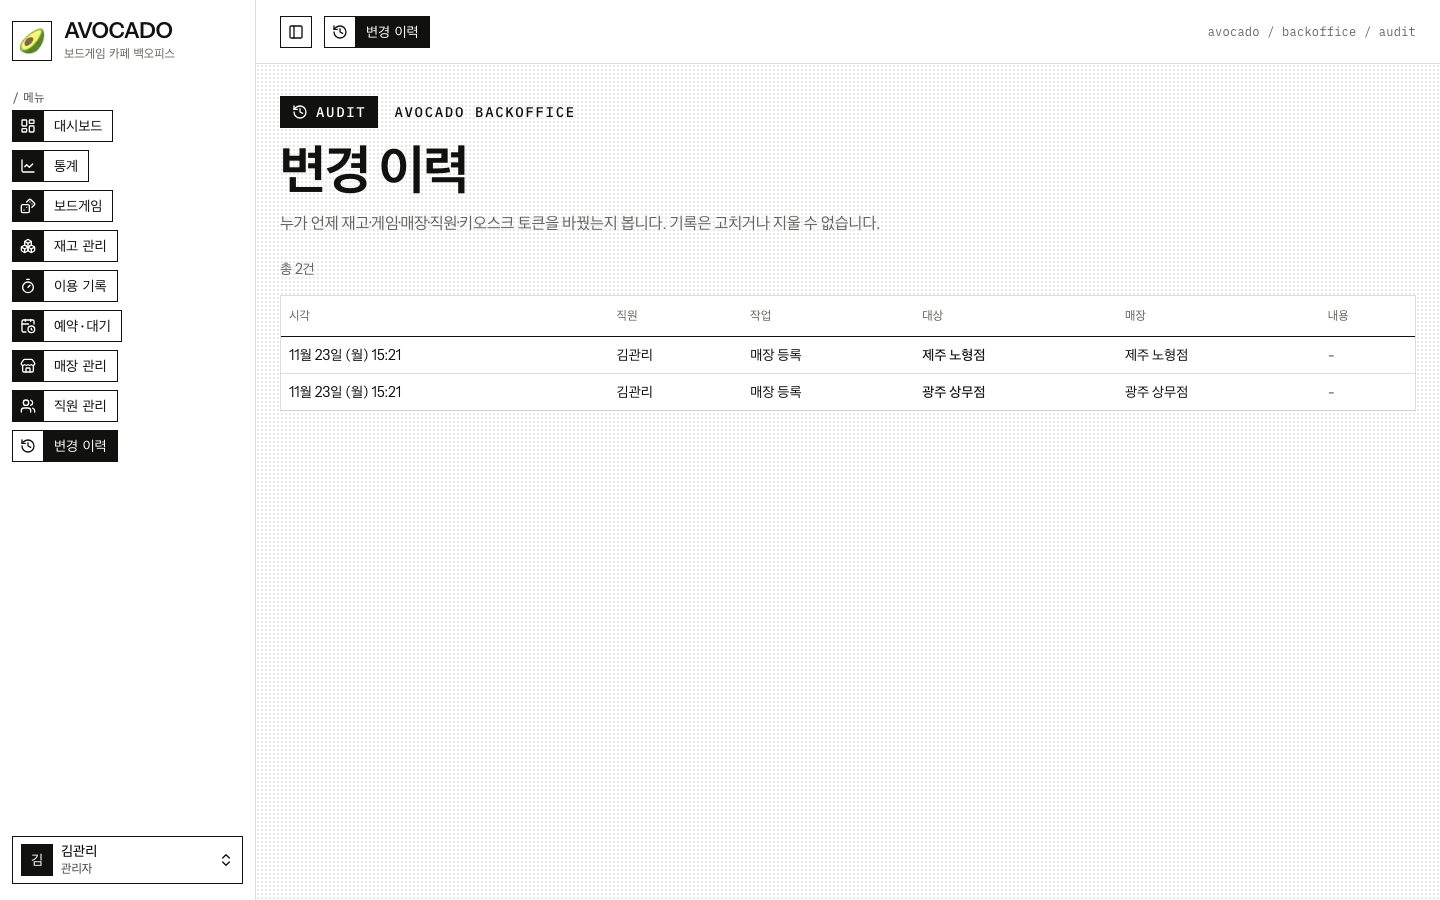 AVOCADO
보드게임 카페 백오피스
/ 메뉴
대시보드
통계
보드게임
재고 관리
이용 기록
예약·대기
매장 관리
직원 관리
변경 이력
김
김관리
관리자
변경 이력
avocado / backoffice / audit
AUDIT AVOCADO BACKOFFICE
변경 이력
누가 언제 재고·게임·매장·직원·키오스크 토큰을 바꿨는지 봅니다. 기록은 고치거나 지울 수 없습니다.
총 2건
시각 직원 작업 대상 매장 내용
11월 23일 (월) 15:21 김관리 매장 등록 제주 노형점 제주 노형점 -
11월 23일 (월) 15:21 김관리 매장 등록 광주 상무점 광주 상무점 -